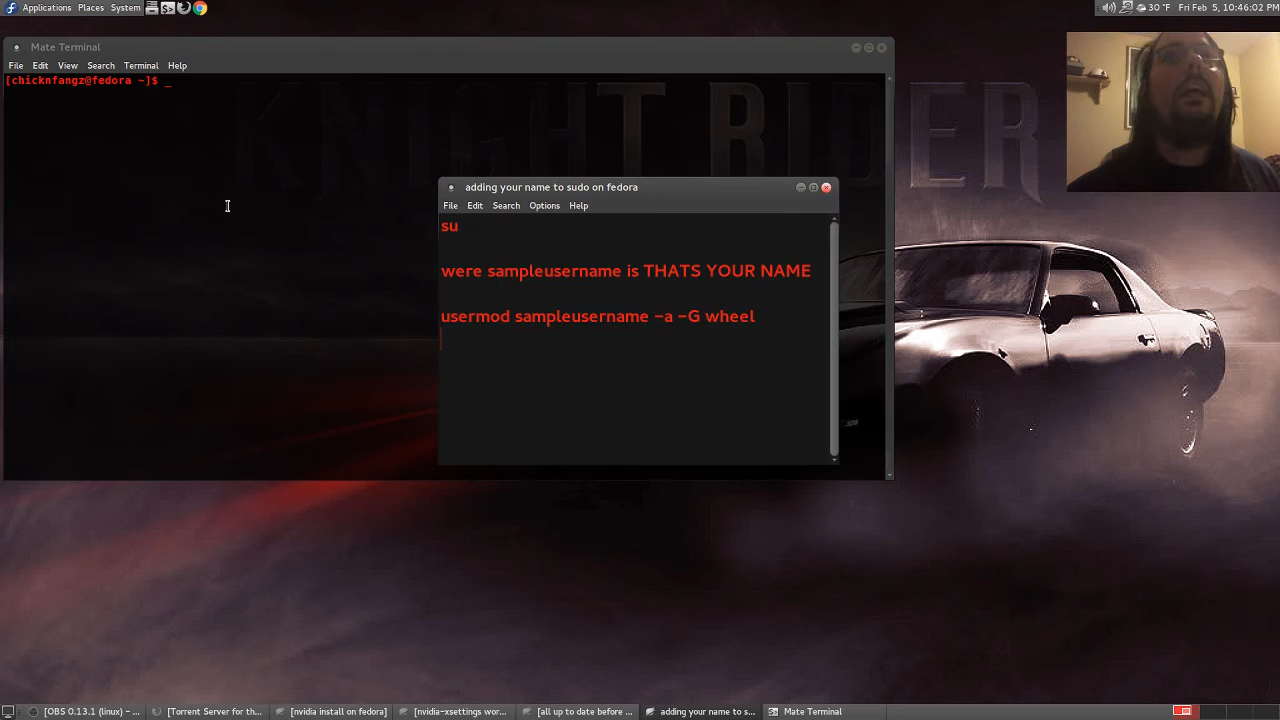 Applications Places System
30 °F Fri Feb 5, 10:46:02 PM
Mate Terminal
File Edit View Search Terminal Help
[chicknfangz@fedora ~]$ _
KNIGHT RIDER
adding your name to sudo on fedora
File Edit Search Options Help
su
were sampleusername is THATS YOUR NAME
usermod sampleusername -a -G wheel
[OBS 0.13.1 (linux) - ... [Torrent Server for th... [nvidia install on fedora] [nvidia-xsettings wor... [all up to date before ... adding your name to s... Mate Terminal